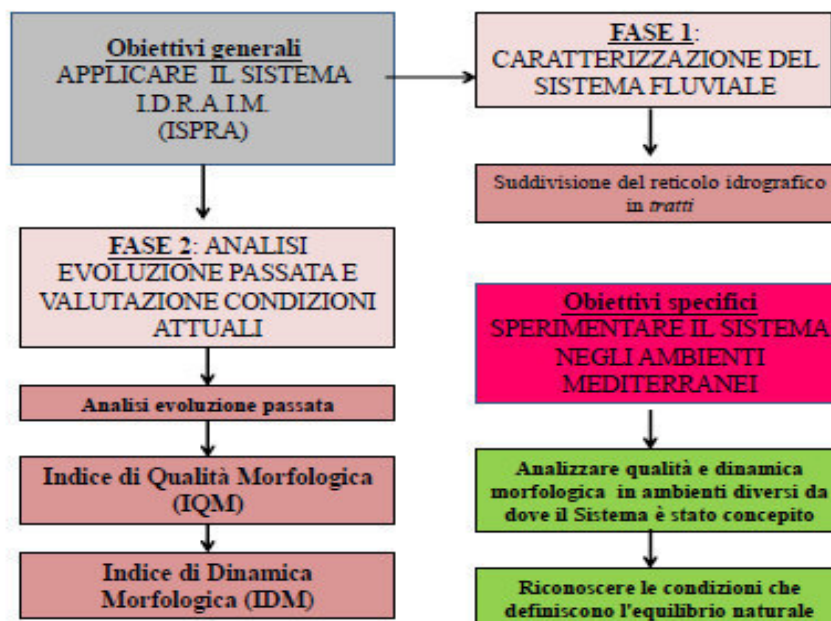 Obiettivi generali
APPLICARE IL SISTEMA
I.D.R.A.I.M.
(ISPRA)
FASE 1:
CARATTERIZZAZIONE DEL
SISTEMA FLUVIALE
Suddivisione del reticolo idrografico
in tratti
FASE 2: ANALISI
EVOLUZIONE PASSATA E
VALUTAZIONE CONDIZIONI
ATTUALI
Analisi evoluzione passata
Indice di Qualità Morfologica
(IQM)
Indice di Dinamica
Morfologica (IDM)
Obiettivi specifici
SPERIMENTARE IL SISTEMA
NEGLI AMBIENTI
MEDITERRANEI
Analizzare qualità e dinamica
morfologica in ambienti diversi da
dove il Sistema è stato concepito
Riconoscere le condizioni che
definiscono l'equilibrio naturale